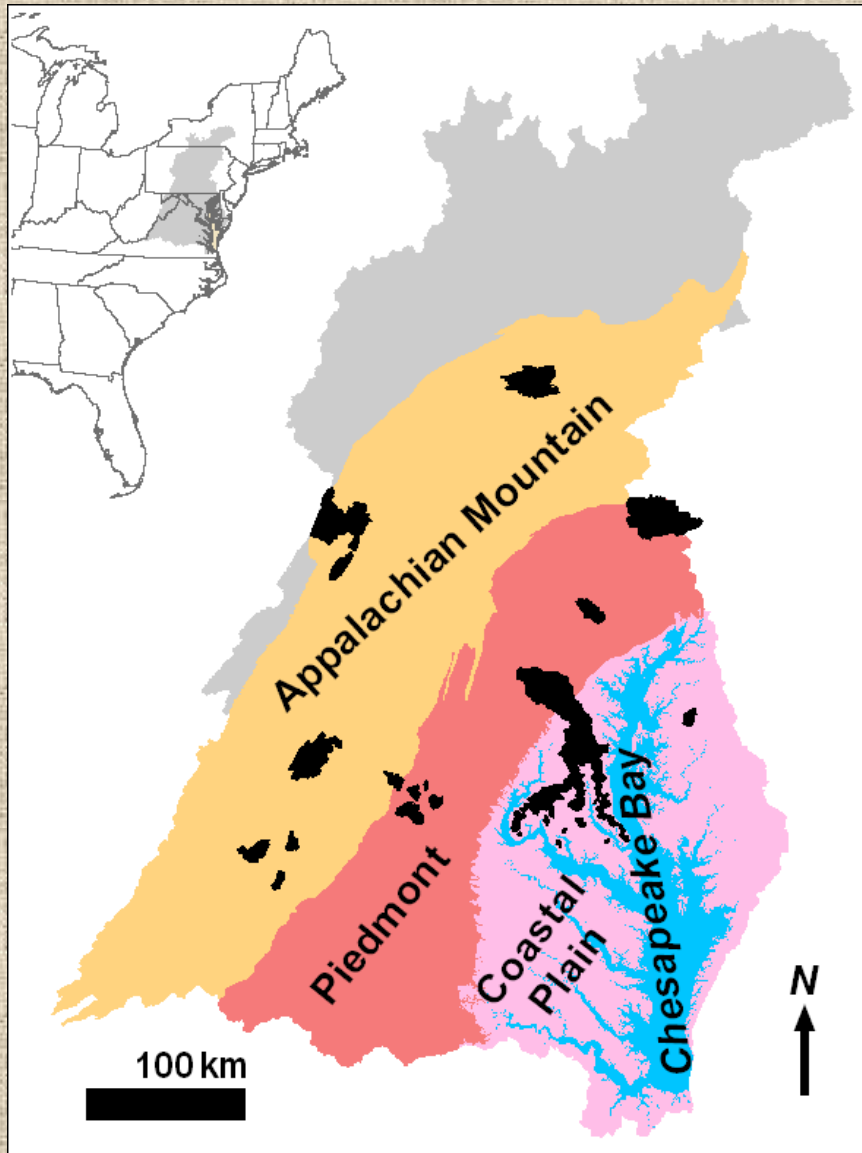 Appalachian Mountain
Piedmont
Coastal
Plain
Chesapeake Bay
N
100 km